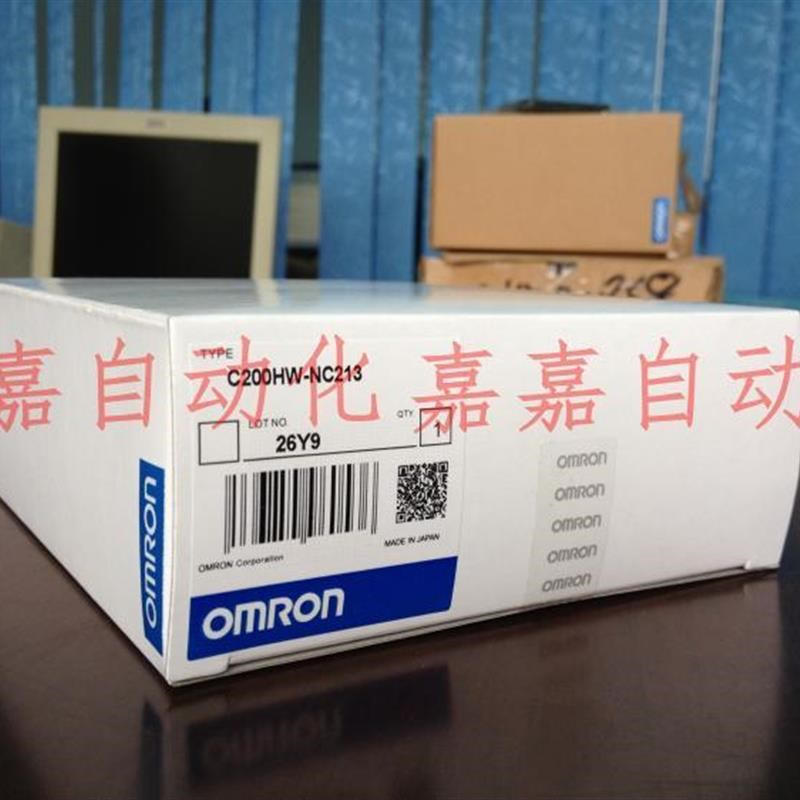 OMRON
TYPE
C200HW-NC213
嘉自动化 嘉嘉自动
LOT NO.
26Y9
QTY
1
MADE IN JAPAN
OMRON Corporation
OMRON
OMRON
OMRON
OMRON
OMRON
OMRON
OMRON